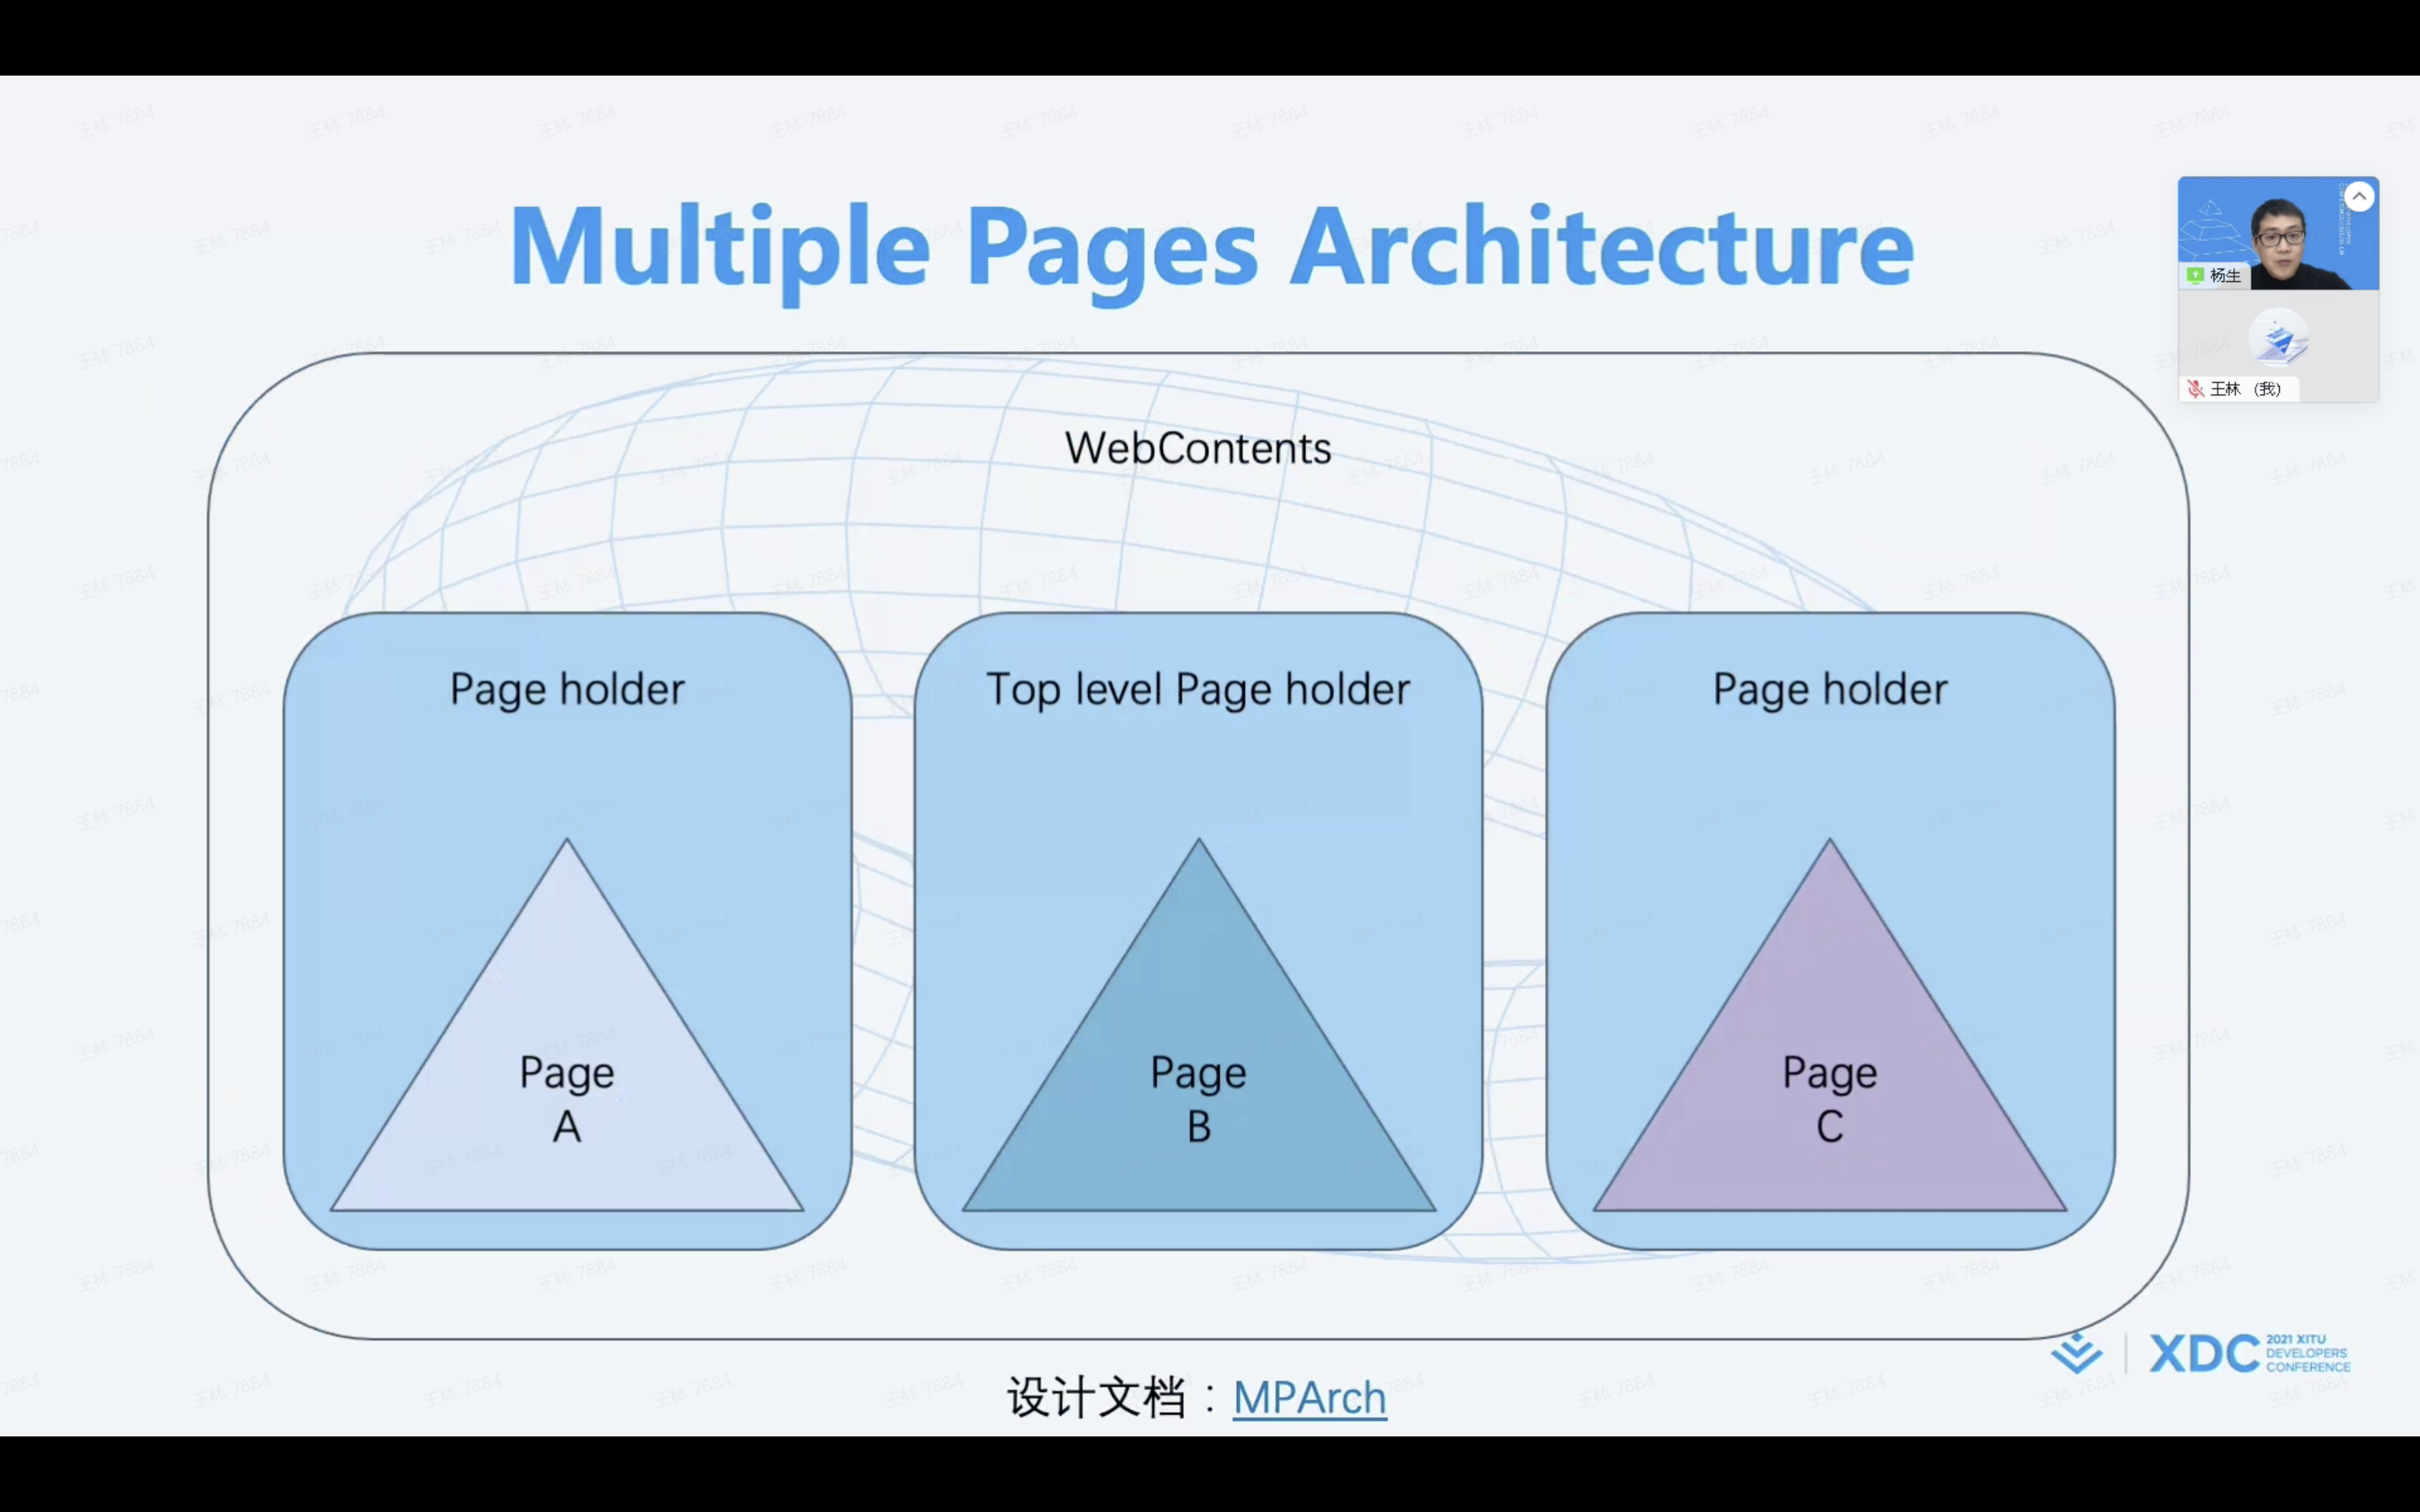 Multiple Pages Architecture
杨生
王林 (我)
WebContents
Page holder
Top level Page holder
Page holder
Page
A
Page
B
Page
C
XDC
2021 XITU
DEVELOPERS
CONFERENCE
设计文档：MPArch
王林 7884